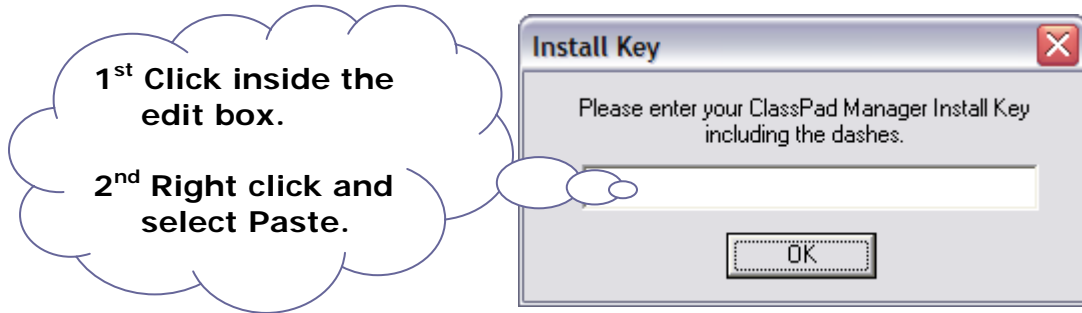 1st Click inside the
edit box.
2nd Right click and
select Paste.
Install Key
Please enter your ClassPad Manager Install Key
including the dashes.
OK